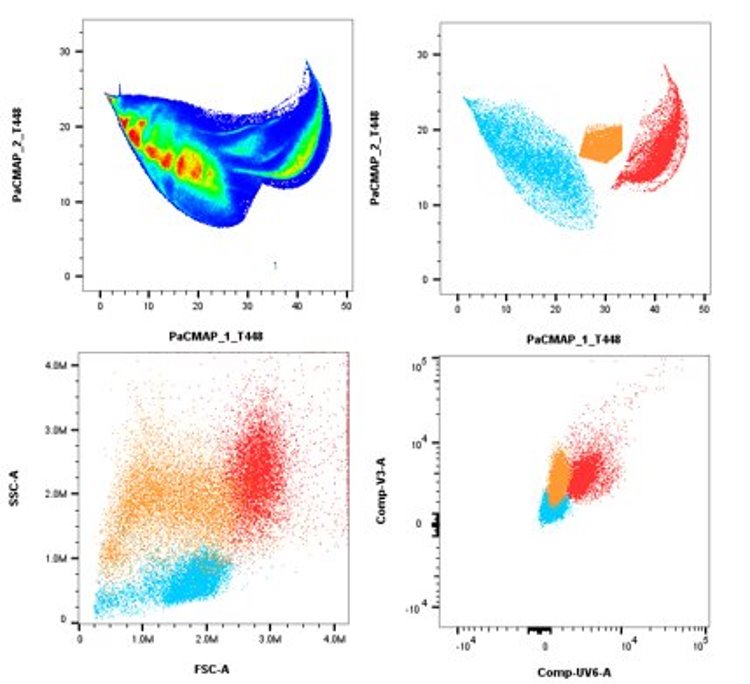 30
20
10
0
PaCMAP_2_T448
0 10 20 30 40 50
PaCMAP_1_T448
30
20
10
0
PaCMAP_2_T448
0 10 20 30 40 50
PaCMAP_1_T448
4.0M
3.0M
2.0M
1.0M
0
SSC-A
0 1.0M 2.0M 3.0M 4.0M
FSC-A
10^5
10^4
0
-10^4
Comp-V3-A
-10^4 0 10^4 10^5
Comp-UV6-A